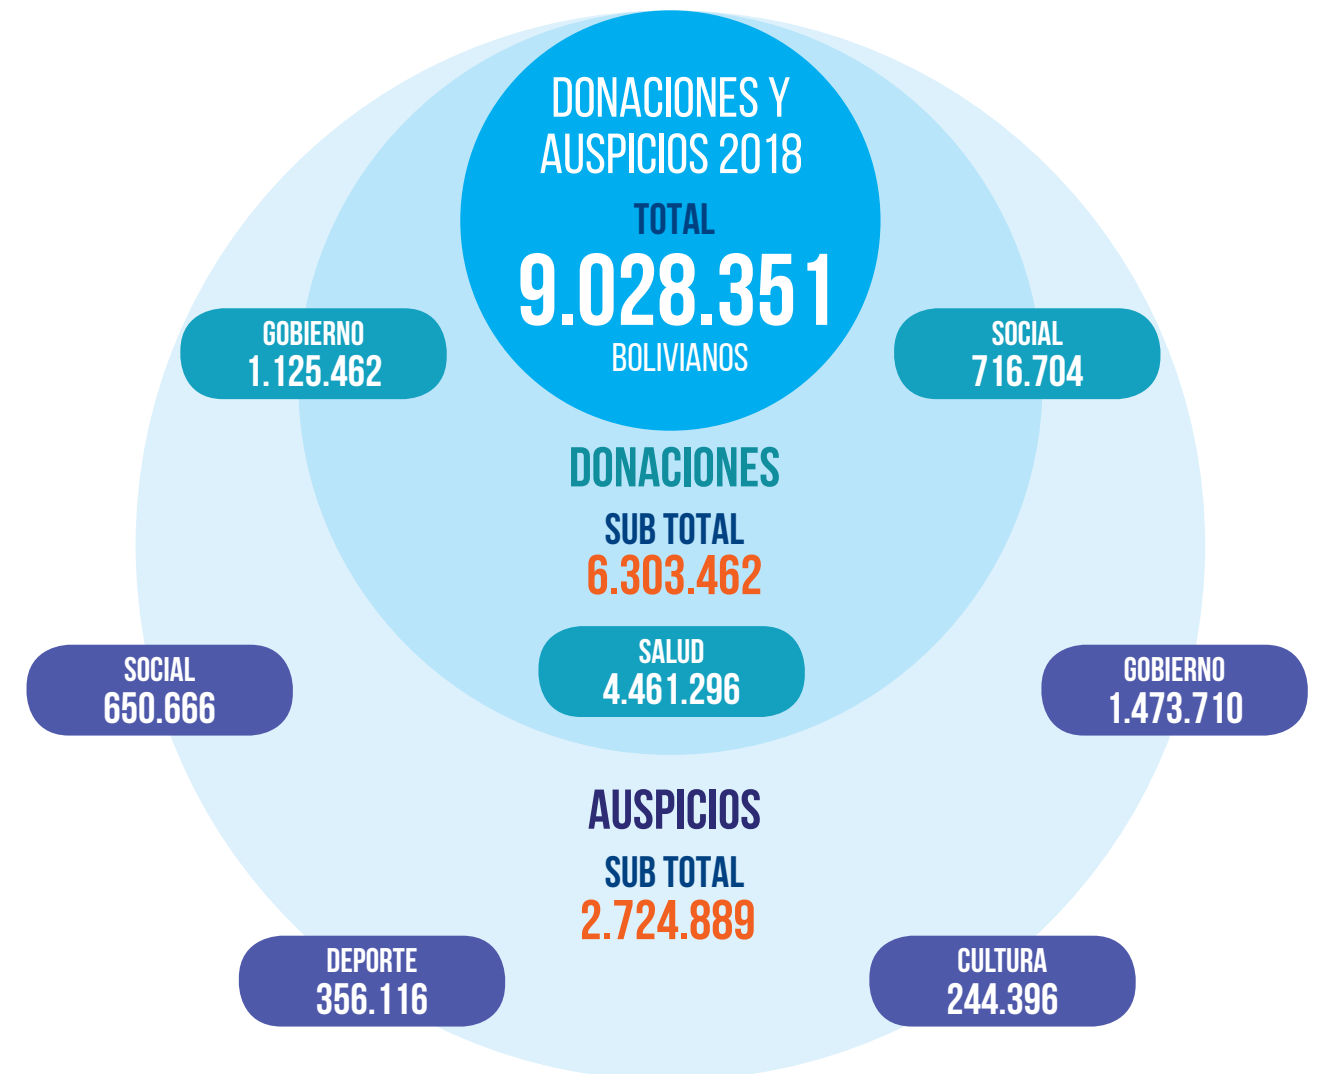 DONACIONES Y
AUSPICIOS 2018
TOTAL
9.028.351
BOLIVIANOS
GOBIERNO
1.125.462
SOCIAL
716.704
DONACIONES
SUB TOTAL
6.303.462
SALUD
4.461.296
SOCIAL
650.666
GOBIERNO
1.473.710
AUSPICIOS
SUB TOTAL
2.724.889
DEPORTE
356.116
CULTURA
244.396